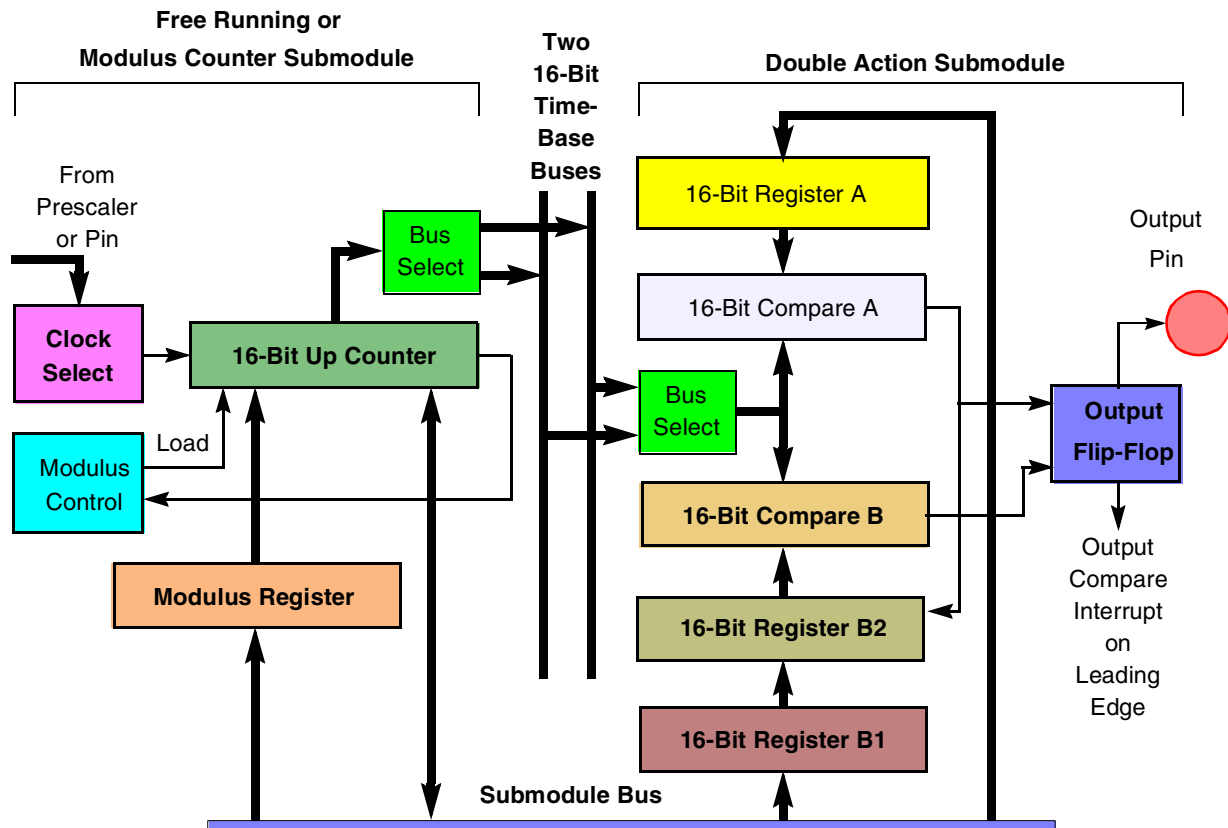 Free Running or
Modulus Counter Submodule
Two
16-Bit
Time-
Base
Buses
Double Action Submodule
From
Prescaler
or Pin
Clock
Select
Modulus
Control
Load
16-Bit Up Counter
Bus
Select
Modulus Register
16-Bit Register A
16-Bit Compare A
Bus
Select
16-Bit Compare B
16-Bit Register B2
16-Bit Register B1
Output
Pin
Output
Flip-Flop
Output
Compare
Interrupt
on
Leading
Edge
Submodule Bus